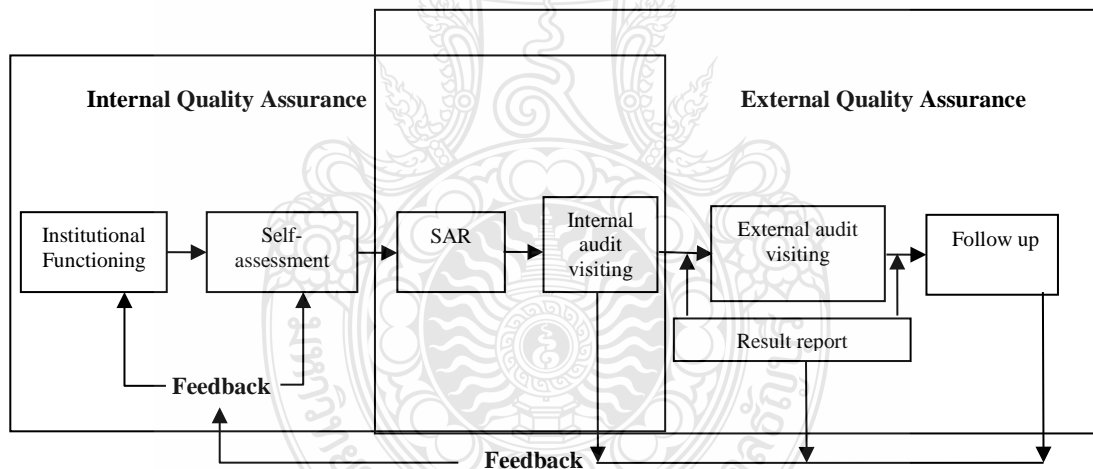 Internal Quality Assurance
External Quality Assurance
Institutional
Functioning
Self-
assessment
SAR
Internal
audit
visiting
External audit
visiting
Follow up
Result report
Feedback
Feedback